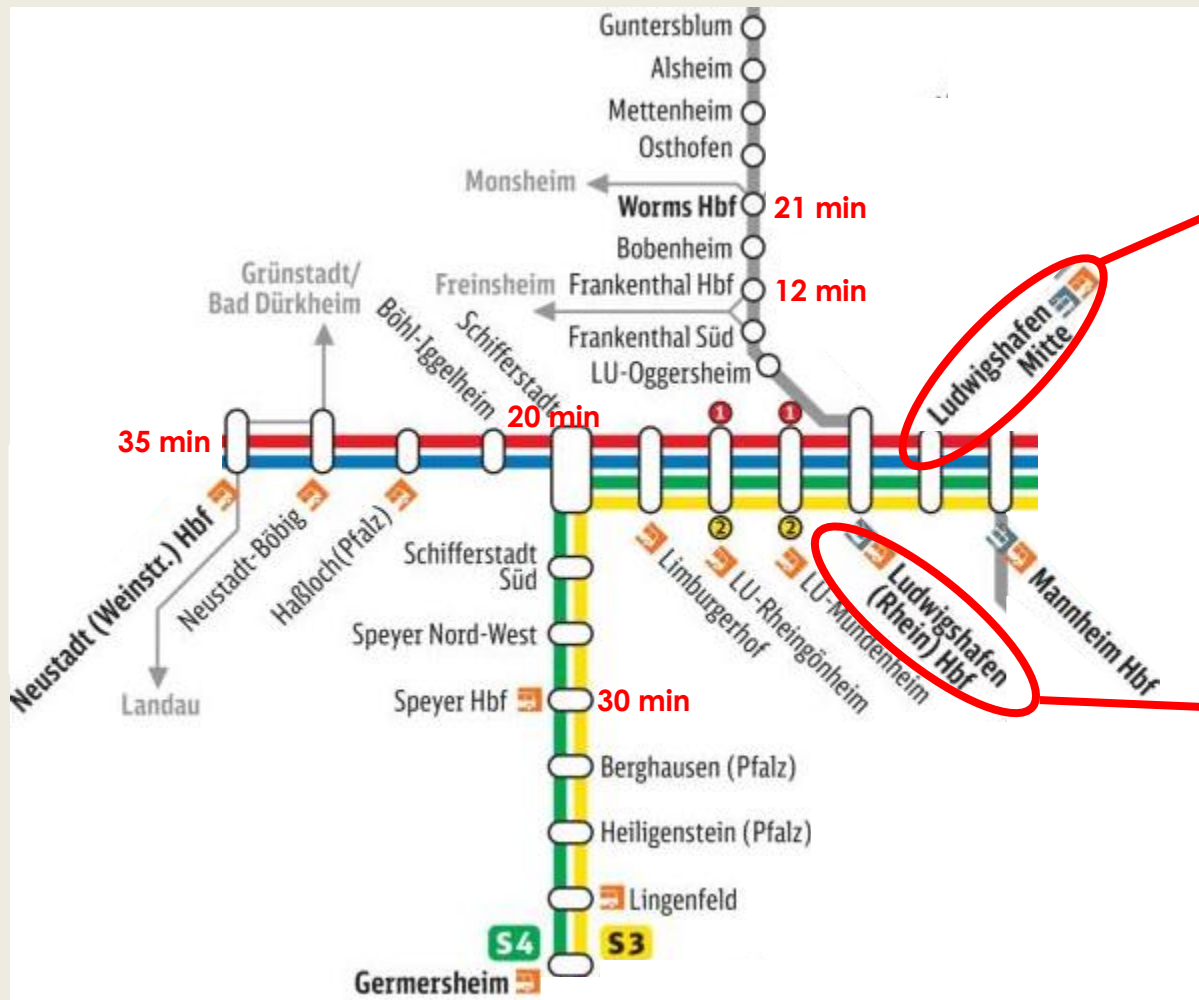 Guntersblum
Alsheim
Mettenheim
Osthofen
Monsheim
Worms Hbf
21 min
Bobenheim
Grünstadt/
Bad Dürkheim
Freinsheim
Frankenthal Hbf
12 min
Frankenthal Süd
LU-Oggersheim
Böhl-Iggelheim
Schifferstadt
20 min
35 min
1
1
Ludwigshafen
Mitte
Neustadt (Weinstr.) Hbf
Neustadt-Böbig
Haßloch(Pfalz)
2
2
Limburgerhof
LU-Rheingönheim
LU-Mundenheim
Ludwigshafen
(Rhein) Hbf
Mannheim Hbf
Landau
Schifferstadt
Süd
Speyer Nord-West
Speyer Hbf
30 min
Berghausen (Pfalz)
Heiligenstein (Pfalz)
Lingenfeld
S4
S3
Germersheim